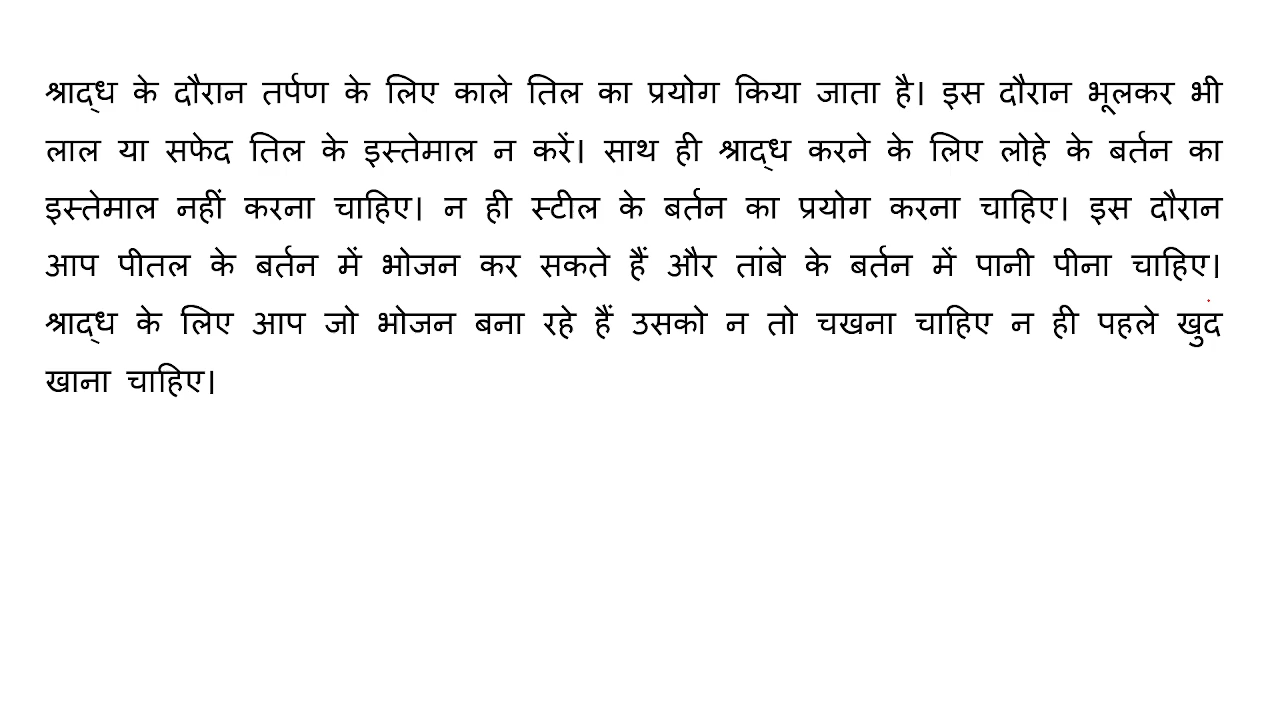 श्राद्ध के दौरान तर्पण के लिए काले तिल का प्रयोग किया जाता है। इस दौरान भूलकर भी
लाल या सफेद तिल के इस्तेमाल न करें। साथ ही श्राद्ध करने के लिए लोहे के बर्तन का
इस्तेमाल नहीं करना चाहिए। न ही स्टील के बर्तन का प्रयोग करना चाहिए। इस दौरान
आप पीतल के बर्तन में भोजन कर सकते हैं और तांबे के बर्तन में पानी पीना चाहिए।
श्राद्ध के लिए आप जो भोजन बना रहे हैं उसको न तो चखना चाहिए न ही पहले खुद
खाना चाहिए।